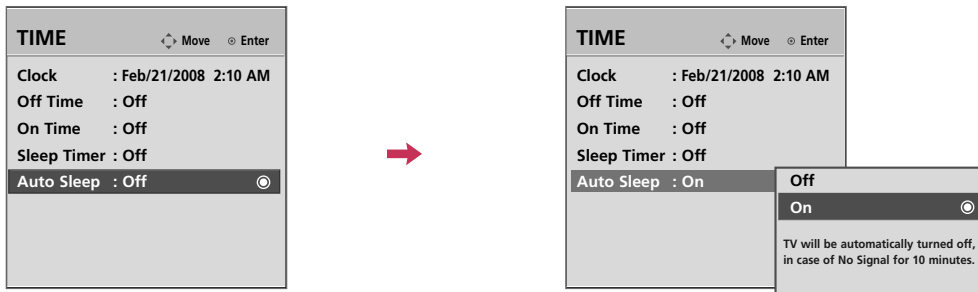 TIME Move Enter
Clock : Feb/21/2008 2:10 AM
Off Time : Off
On Time : Off
Sleep Timer : Off
Auto Sleep : Off
TIME Move Enter
Clock : Feb/21/2008 2:10 AM
Off Time : Off
On Time : Off
Sleep Timer : Off
Auto Sleep : On
Off
On
TV will be automatically turned off,
in case of No Signal for 10 minutes.